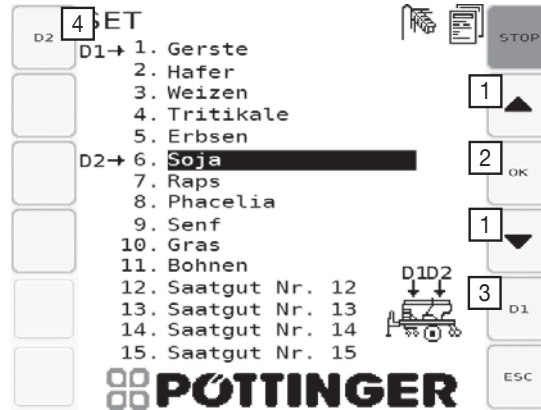 D2
4
SET
STOP
D1→ 1. Gerste
2. Hafer
3. Weizen
1
4. Tritikale
5. Erbsen
D2→ 6. Soja
2
OK
7. Raps
8. Phacelia
9. Senf
1
10. Gras
11. Bohnen
D1D2
12. Saatgut Nr. 12
3
D1
13. Saatgut Nr. 13
14. Saatgut Nr. 14
15. Saatgut Nr. 15
PÖTTINGER
ESC